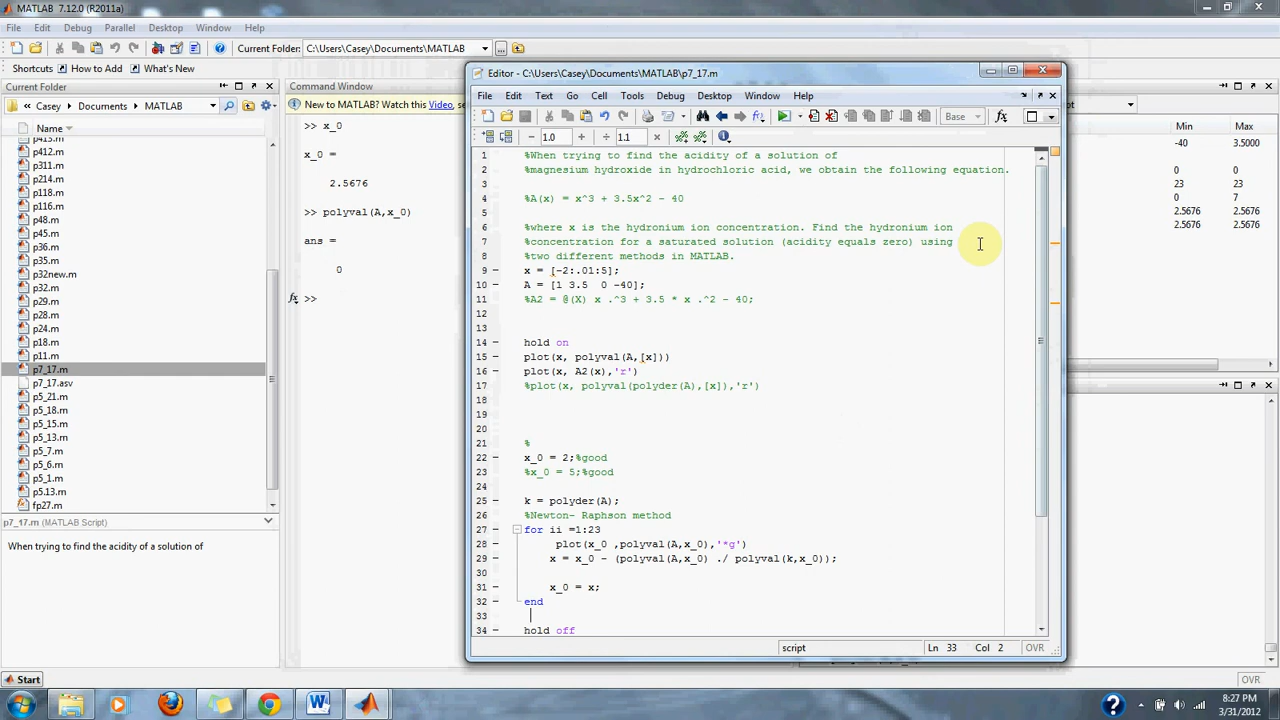 MATLAB 7.12.0 (R2011a)
File Edit Debug Parallel Desktop Window Help
Current Folder: C:\Users\Casey\Documents\MATLAB
Shortcuts How to Add What's New
Current Folder
Casey Documents MATLAB
Name
p413.m
p412.m
p311.m
p214.m
p118.m
p116.m
p48.m
p45.m
p36.m
p35.m
p32new.m
p32.m
p29.m
p28.m
p24.m
p18.m
p11.m
p7_17.m
p7_17.asv
p5_21.m
p5_18.m
p5_15.m
p5_13.m
p5_7.m
p5_6.m
p5_1.m
p5.13.m
fp27.m
p7_17.m (MATLAB Script)
When trying to find the acidity of a solution of
Command Window
New to MATLAB? Watch this Video, se
>> x_0
x_0 =
2.5676
>> polyval(A,x_0)
ans =
0
fx >>
Editor - C:\Users\Casey\Documents\MATLAB\p7_17.m
File Edit Text Go Cell Tools Debug Desktop Window Help
Base fx
1.0 1.1
1 %When trying to find the acidity of a solution of
2 %magnesium hydroxide in hydrochloric acid, we obtain the following equation.
3
4 %A(x) = x^3 + 3.5x^2 - 40
5
6 %where x is the hydronium ion concentration. Find the hydronium ion
7 %concentration for a saturated solution (acidity equals zero) using
8 %two different methods in MATLAB.
9 x = [-2:.01:5];
10 A = [1 3.5  0 -40];
11 %A2 = @(X) x .^3 + 3.5 * x .^2 - 40;
12
13
14 hold on
15 plot(x, polyval(A,[x]))
16 plot(x, A2(x),'r')
17 %plot(x, polyval(polyder(A),[x]),'r')
18
19
20
21 %
22 x_0 = 2;%good
23 %x_0 = 5;%good
24
25 k = polyder(A);
26 %Newton- Raphson method
27 for ii =1:23
28 plot(x_0 ,polyval(A,x_0),'*g')
29 x = x_0 - (polyval(A,x_0) ./ polyval(k,x_0));
30
31 x_0 = x;
32 end
33
34 hold off
script Ln 33 Col 2 OVR
Min Max
-40 3.5000
0 0
23 23
0 7
2.5676 2.5676
2.5676 2.5676
Start
OVR
8:27 PM
3/31/2012